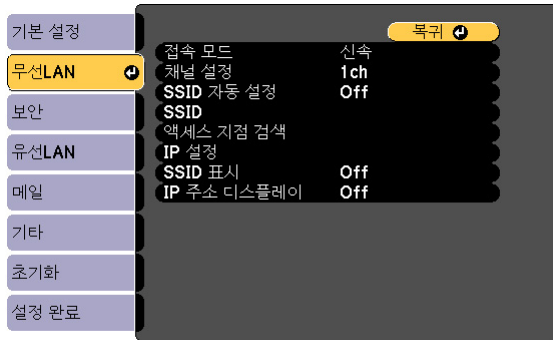 기본 설정
무선LAN
보안
유선LAN
메일
기타
초기화
설정 완료
복귀
접속 모드 신속
채널 설정 1ch
SSID 자동 설정 Off
SSID
액세스 지점 검색
IP 설정
SSID 표시 Off
IP 주소 디스플레이 Off